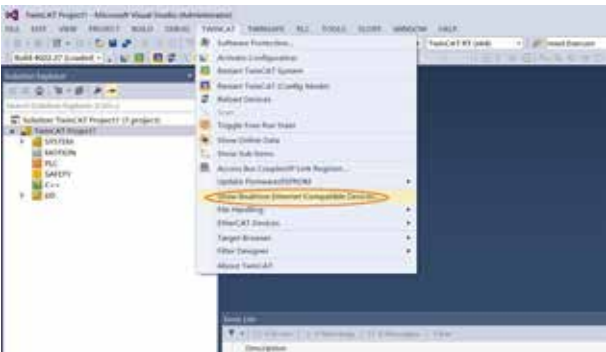 TwinCAT Project1 - Microsoft Visual Studio (Administrator)
FILE EDIT VIEW PROJECT BUILD DEBUG TWINCAT TWINSAFE PLC TOOLS SCOPE WINDOW HELP
TwinCAT RT (x64)
Build 4022.27 (Loaded)
Solution Explorer
Solution 'TwinCAT Project1' (1 project)
TwinCAT Project1
SYSTEM
MOTION
PLC
SAFETY
C++
I/O
Software Protection...
Activate Configuration
Restart TwinCAT System
Restart TwinCAT (Config Mode)
Reload Devices
Scan
Toggle Free Run State
Show Online Data
Show Sub Items
Access Bus Coupler/IP Link Register...
Update Firmware/EEPROM
Show Realtime Ethernet Compatible Devices...
File Handling
EtherCAT Devices
Target Browser
Filter Designer
About TwinCAT
Error List
Description